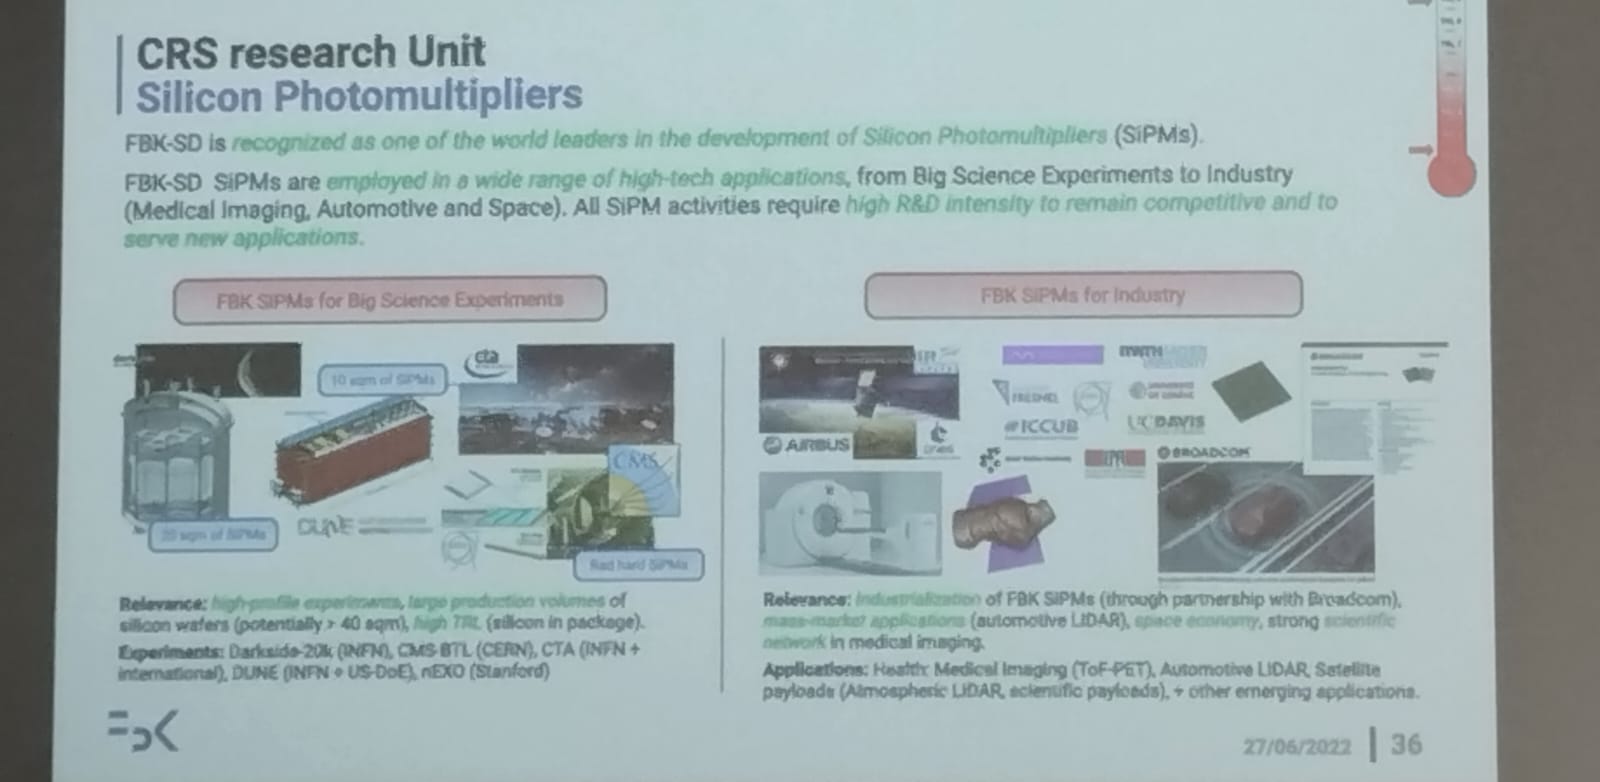 CRS research Unit
Silicon Photomultipliers
FBK-SD is recognized as one of the world leaders in the development of Silicon Photomultipliers (SiPMs).
FBK-SD SiPMs are employed in a wide range of high-tech applications, from Big Science Experiments to Industry
(Medical Imaging, Automotive and Space). All SiPM activities require high R&D intensity to remain competitive and to
serve new applications.
FBK SiPMs for Big Science Experiments
10 sqm of SiPMs
cta
CMS
20 sqm of SiPMs
DUNE
Rad hard SiPMs
Relevance: high-profile experiments, large production volumes of
silicon wafers (potentially > 40 sqm), high TRL (silicon in package).
Experiments: Darkside-20k (INFN), CMS-BTL (CERN), CTA (INFN +
international), DUNE (INFN + US-DoE), nEXO (Stanford)
FBK SiPMs for Industry
AIRBUS
FRESNEL
ICCUB
UC DAVIS
BROADCOM
Relevance: Industrialization of FBK SiPMs (through partnership with Broadcom),
mass-market applications (automotive LIDAR), space economy, strong scientific
network in medical imaging.
Applications: Health: Medical Imaging (ToF-PET), Automotive LIDAR, Satellite
payloads (Atmospheric LIDAR, scientific payloads), + other emerging applications.
FBK
27/06/2022 | 36